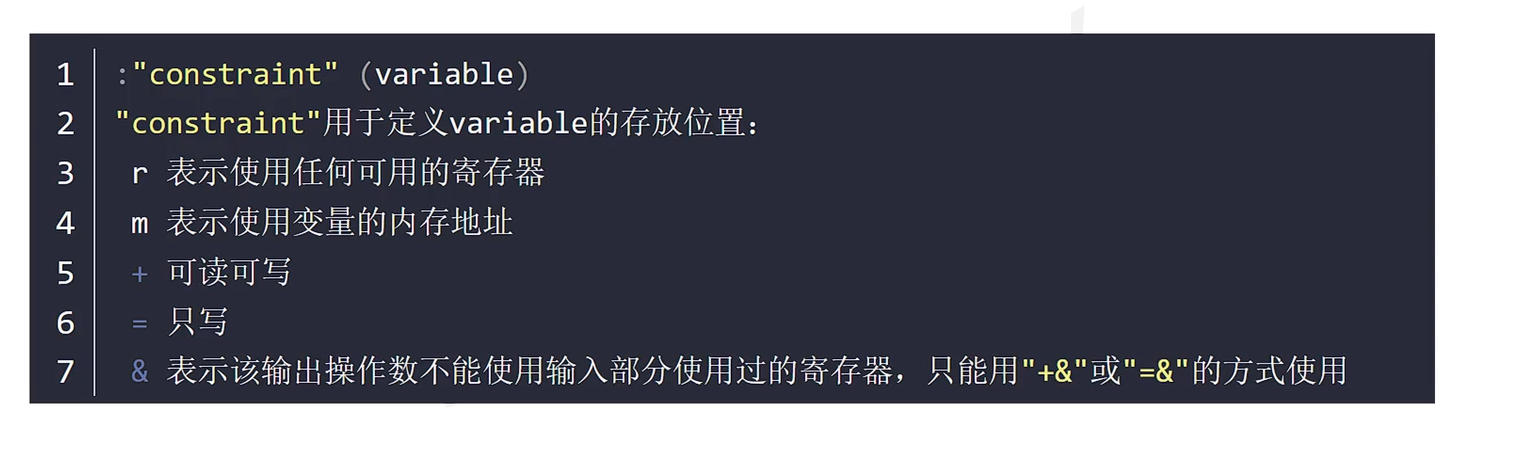 1 :"constraint" (variable)
2 "constraint"用于定义variable的存放位置：
3 r 表示使用任何可用的寄存器
4 m 表示使用变量的内存地址
5 + 可读可写
6 = 只写
7 & 表示该输出操作数不能使用输入部分使用过的寄存器，只能用"+&"或"=&"的方式使用